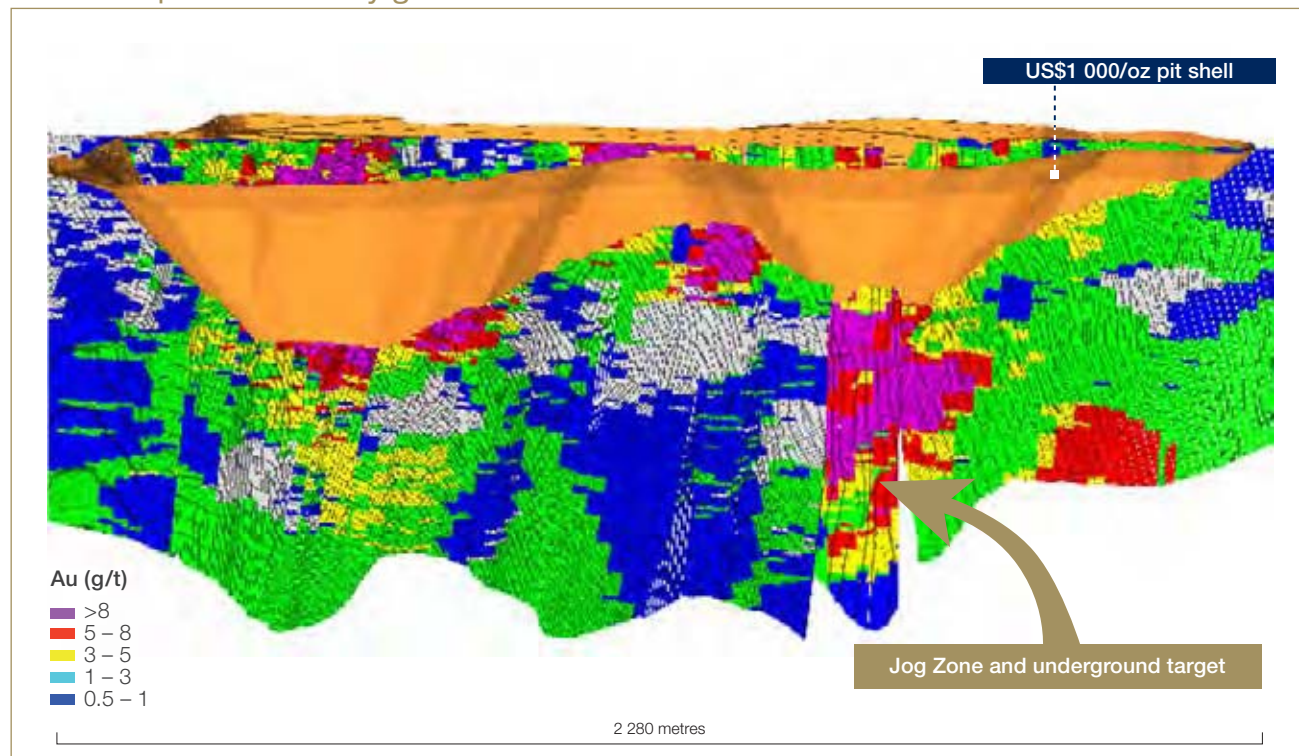 US$1 000/oz pit shell
Au (g/t)
>8
5 – 8
3 – 5
1 – 3
0.5 – 1
Jog Zone and underground target
2 280 metres